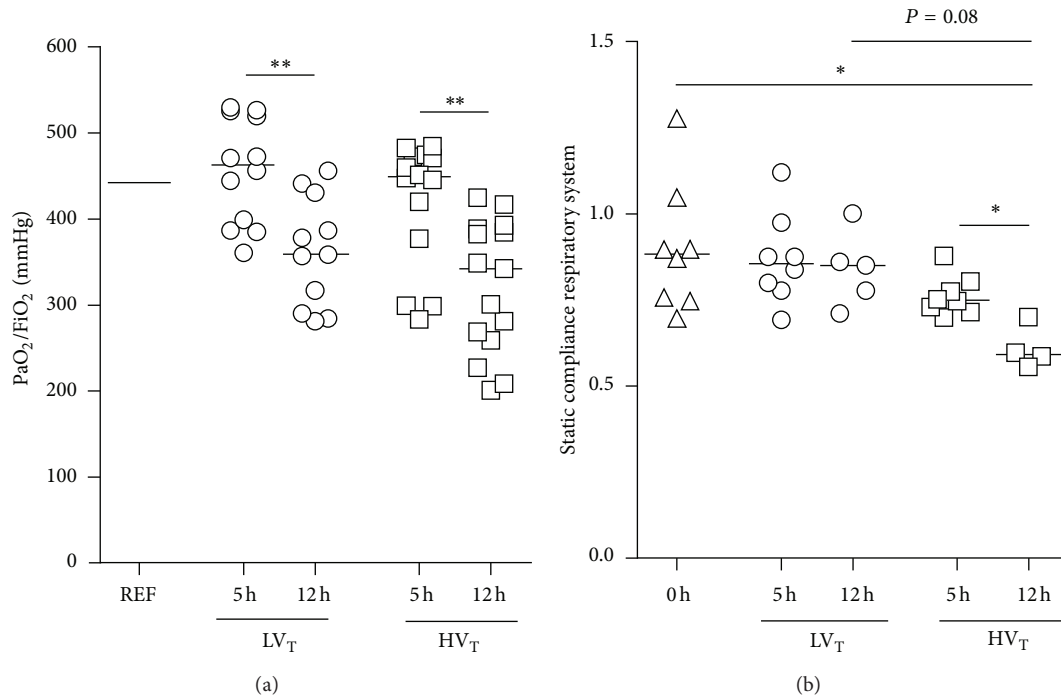 600
500
400
300
200
100
0
PaO2/FiO2 (mmHg)
**
**
REF
5 h
12 h
5 h
12 h
LVT
HVT
(a)
1.5
1.0
0.5
0.0
Static compliance respiratory system
P = 0.08
*
*
0 h
5 h
12 h
5 h
12 h
LVT
HVT
(b)